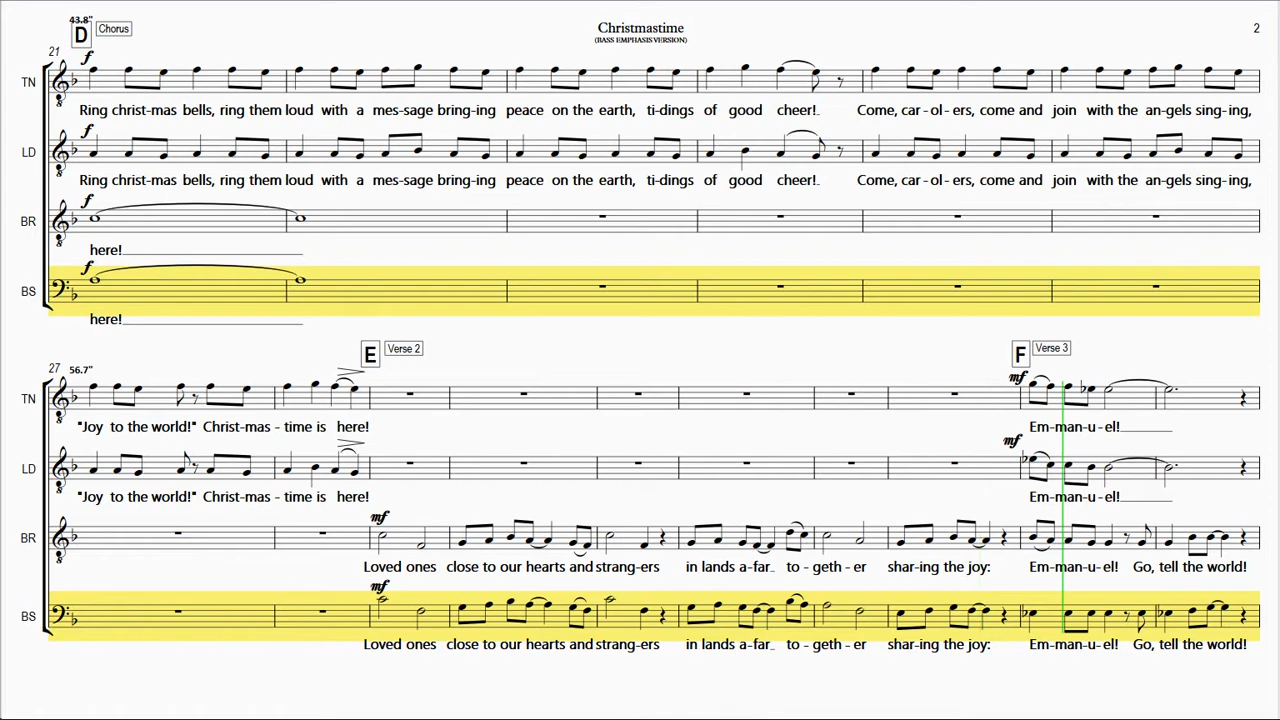 43.8"
D Chorus
Christmastime
(BASS EMPHASIS VERSION)
2
21
f
TN
Ring christ-mas bells, ring them loud with a mes-sage bring-ing peace on the earth, ti-dings of good cheer! Come, car-ol-ers, come and join with the an-gels sing-ing,
f
LD
Ring christ-mas bells, ring them loud with a mes-sage bring-ing peace on the earth, ti-dings of good cheer! Come, car-ol-ers, come and join with the an-gels sing-ing,
f
BR
here!
f
BS
here!
E Verse 2
F Verse 3
27 56.7"
mf
TN
"Joy to the world!" Christ-mas-time is here! Em-man-u-el!
mf
LD
"Joy to the world!" Christ-mas-time is here! Em-man-u-el!
mf
BR
Loved ones close to our hearts and strang-ers in lands a-far to-geth-er shar-ing the joy: Em-man-u-el! Go, tell the world!
mf
BS
Loved ones close to our hearts and strang-ers in lands a-far to-geth-er shar-ing the joy: Em-man-u-el! Go, tell the world!